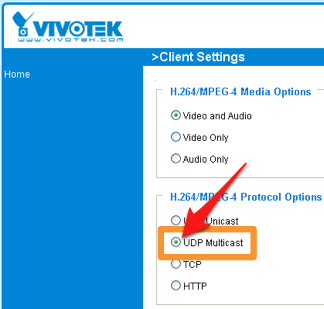 VIVOTEK
www.vivotek.com
>Client Settings
Home
H.264/MPEG-4 Media Options
Video and Audio
Video Only
Audio Only
H.264/MPEG-4 Protocol Options
Unicast
UDP Multicast
TCP
HTTP